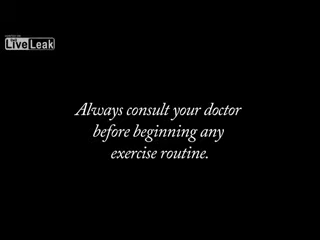 LiveLeak
Always consult your doctor
before beginning any
exercise routine.